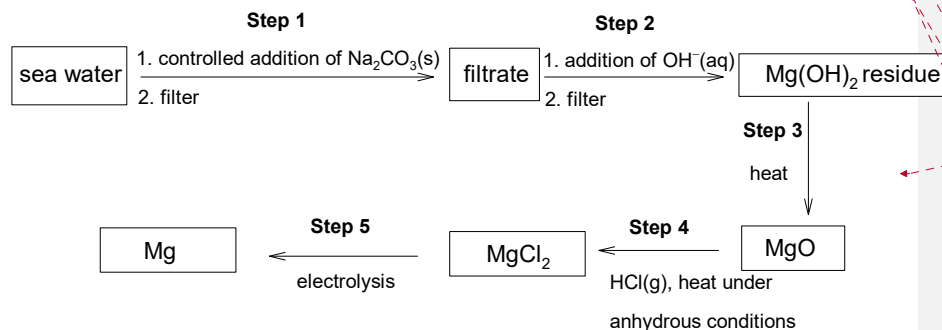 Step 1
Step 2
sea water
1. controlled addition of Na₂CO₃(s)
2. filter
filtrate
1. addition of OH⁻(aq)
2. filter
Mg(OH)₂ residue
Step 3
heat
MgO
Step 4
HCl(g), heat under
anhydrous conditions
MgCl₂
Step 5
electrolysis
Mg